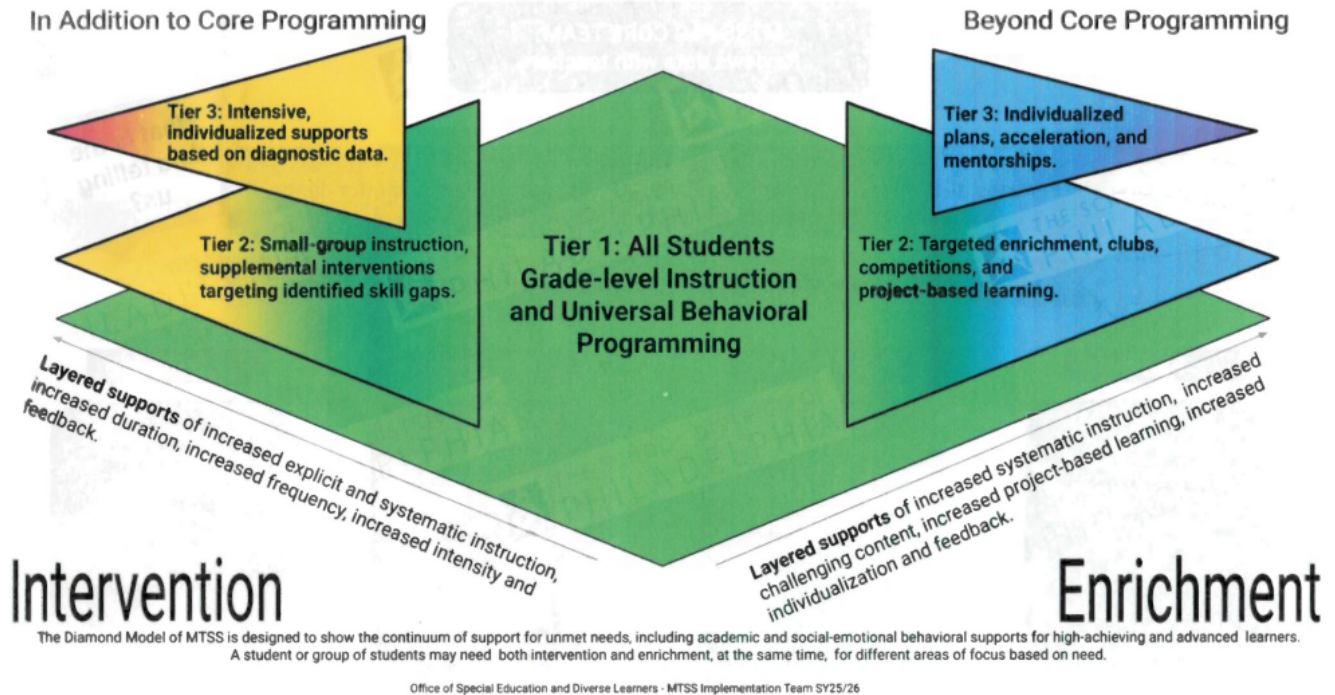 In Addition to Core Programming
Beyond Core Programming
Tier 3: Intensive,
individualized supports
based on diagnostic data.
Tier 2: Small-group instruction,
supplemental interventions
targeting identified skill gaps.
Tier 1: All Students
Grade-level Instruction
and Universal Behavioral
Programming
Tier 3: Individualized
plans, acceleration, and
mentorships.
Tier 2: Targeted enrichment, clubs,
competitions, and
project-based learning.
Layered supports of increased explicit and systematic instruction,
increased duration, increased frequency, increased intensity and
feedback.
Layered supports of increased systematic instruction, increased
challenging content, increased project-based learning, increased
individualization and feedback.
Intervention
Enrichment
The Diamond Model of MTSS is designed to show the continuum of support for unmet needs, including academic and social-emotional behavioral supports for high-achieving and advanced learners.
A student or group of students may need both intervention and enrichment, at the same time, for different areas of focus based on need.
Office of Special Education and Diverse Learners - MTSS Implementation Team SY25/26